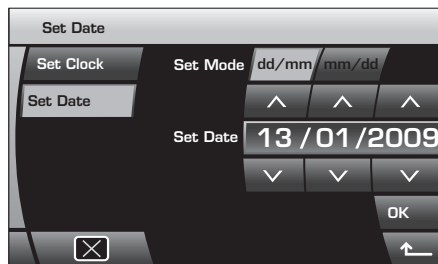 Set Date
Set Clock
Set Mode dd/mm mm/dd
Set Date
Set Date 13/01/2009
OK